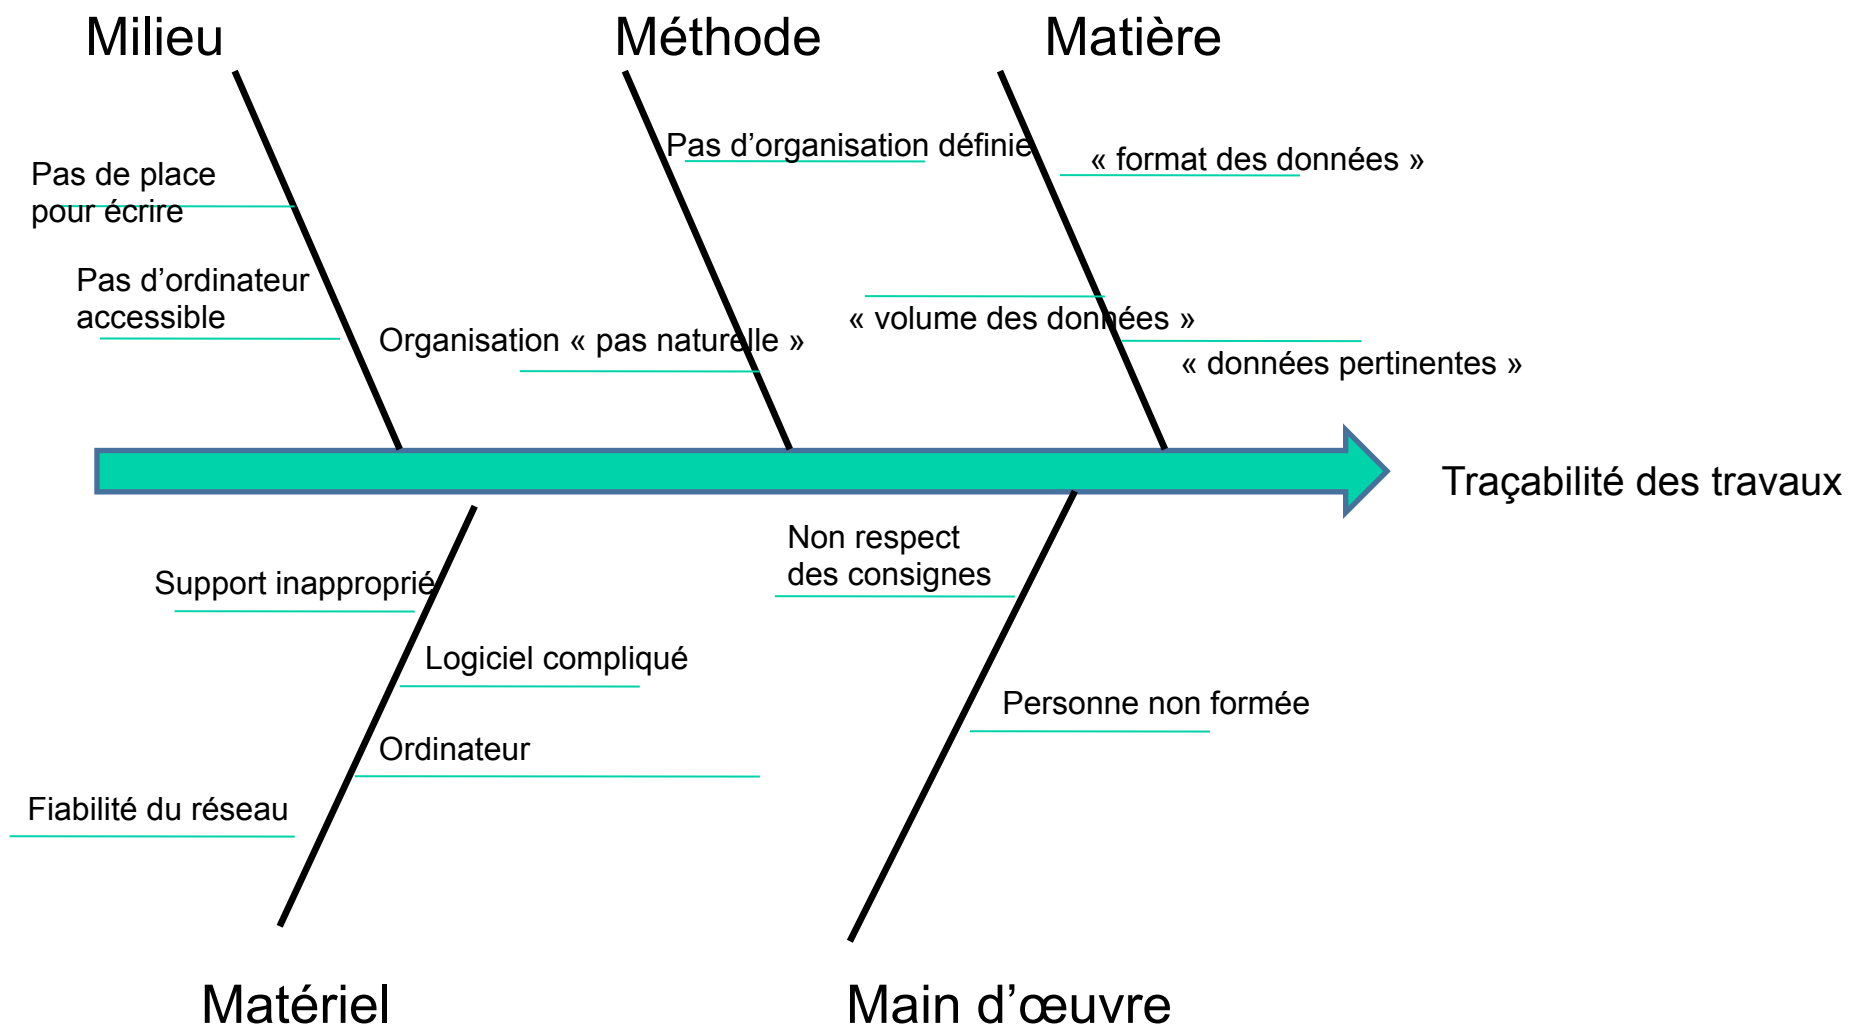 Milieu
Méthode
Matière
Pas d’organisation définie
« format des données »
Pas de place
pour écrire
Pas d’ordinateur
accessible
Organisation « pas naturelle »
« volume des données »
« données pertinentes »
Traçabilité des travaux
Non respect
des consignes
Support inapproprié
Logiciel compliqué
Personne non formée
Ordinateur
Fiabilité du réseau
Matériel
Main d’œuvre